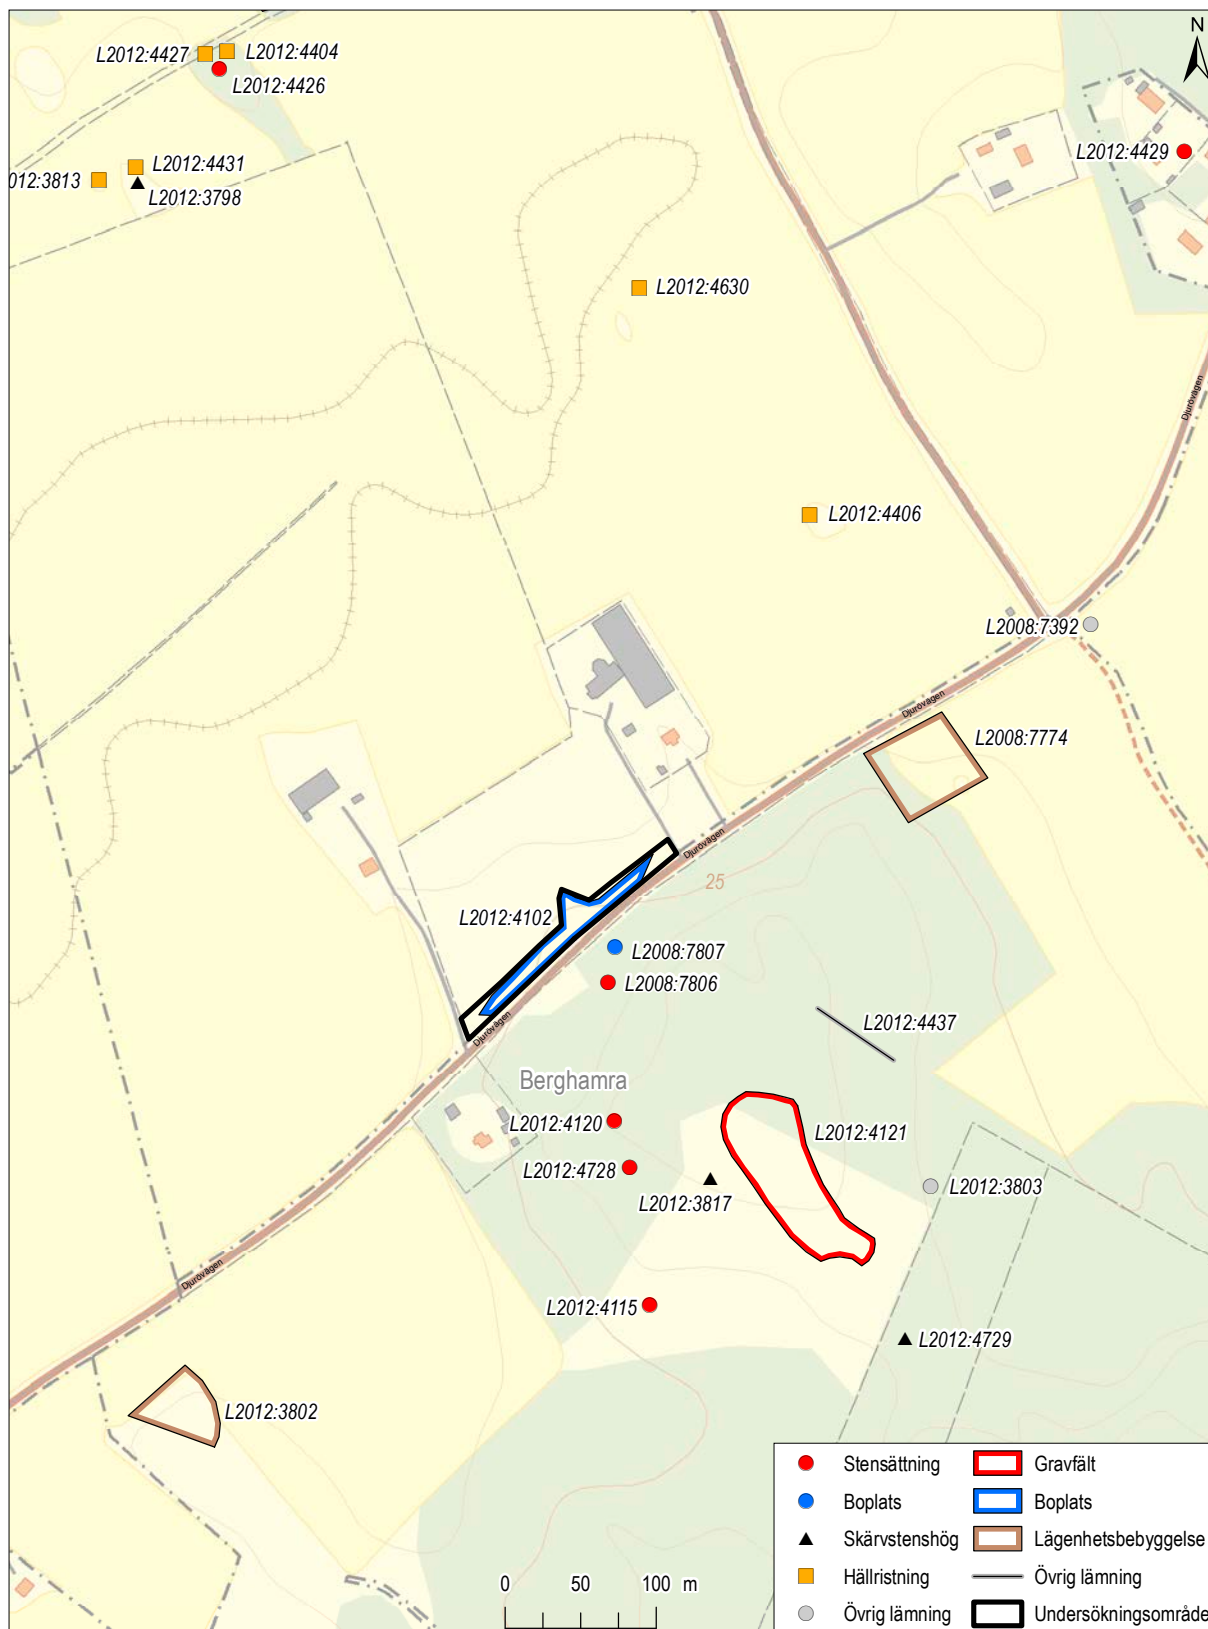 N
L2012:4427
L2012:4404
L2012:4426
L2012:4429
L2012:4431
012:3813
L2012:3798
L2012:4630
Djurövägen
L2012:4406
L2008:7392
Djurövägen
L2008:7774
Djurövägen
25
L2012:4102
L2008:7807
L2008:7806
Djurövägen
L2012:4437
Berghamra
L2012:4120
L2012:4121
L2012:4728
L2012:3817
L2012:3803
Djurövägen
L2012:4115
L2012:4729
L2012:3802
Stensättning
Gravfält
Boplats
Boplats
Skärvstenshög
Lägenhetsbebyggelse
Hällristning
Övrig lämning
Övrig lämning
Undersökningsområde
0 50 100 m